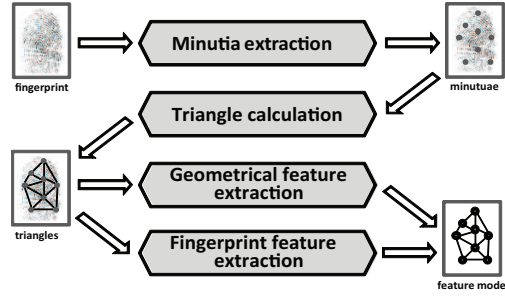 Minutia extraction
fingerprint
minutuae
Triangle calculation
Geometrical feature
extraction
triangles
Fingerprint feature
extraction
feature mode